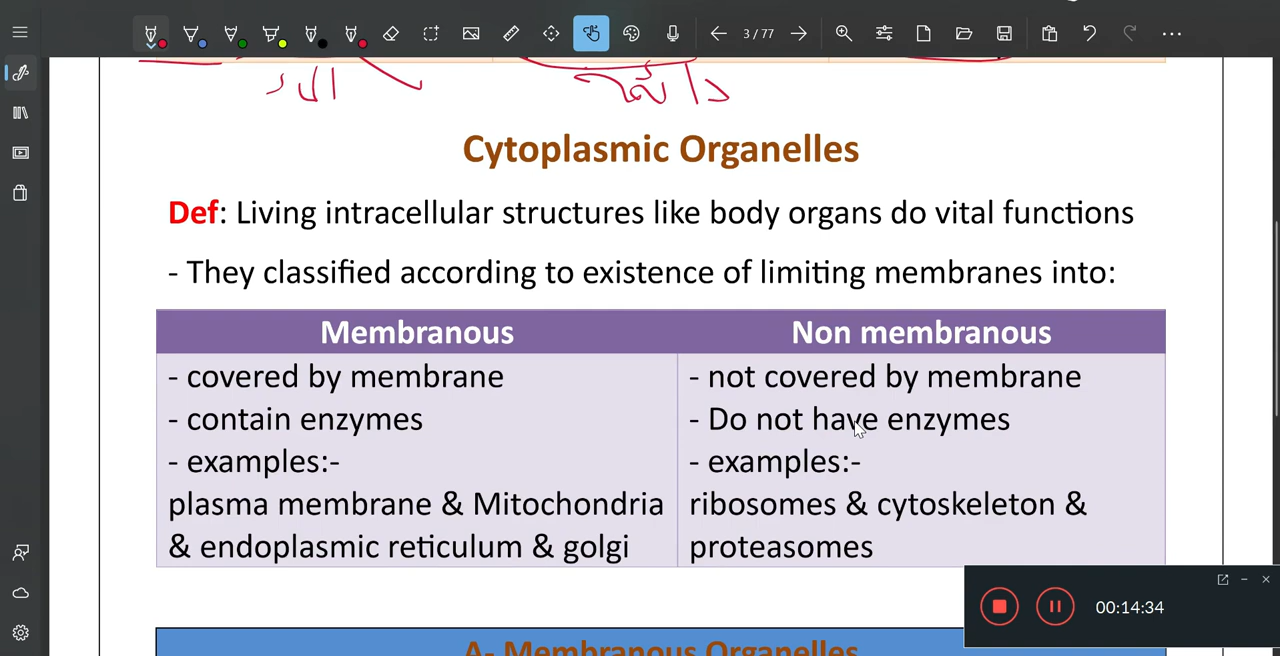 3 / 77
Cytoplasmic Organelles
Def: Living intracellular structures like body organs do vital functions
- They classified according to existence of limiting membranes into:
Membranous
- covered by membrane
- contain enzymes
- examples:-
plasma membrane & Mitochondria
& endoplasmic reticulum & golgi
Non membranous
- not covered by membrane
- Do not have enzymes
- examples:-
ribosomes & cytoskeleton &
proteasomes
00:14:34
A- Membranous Organelles